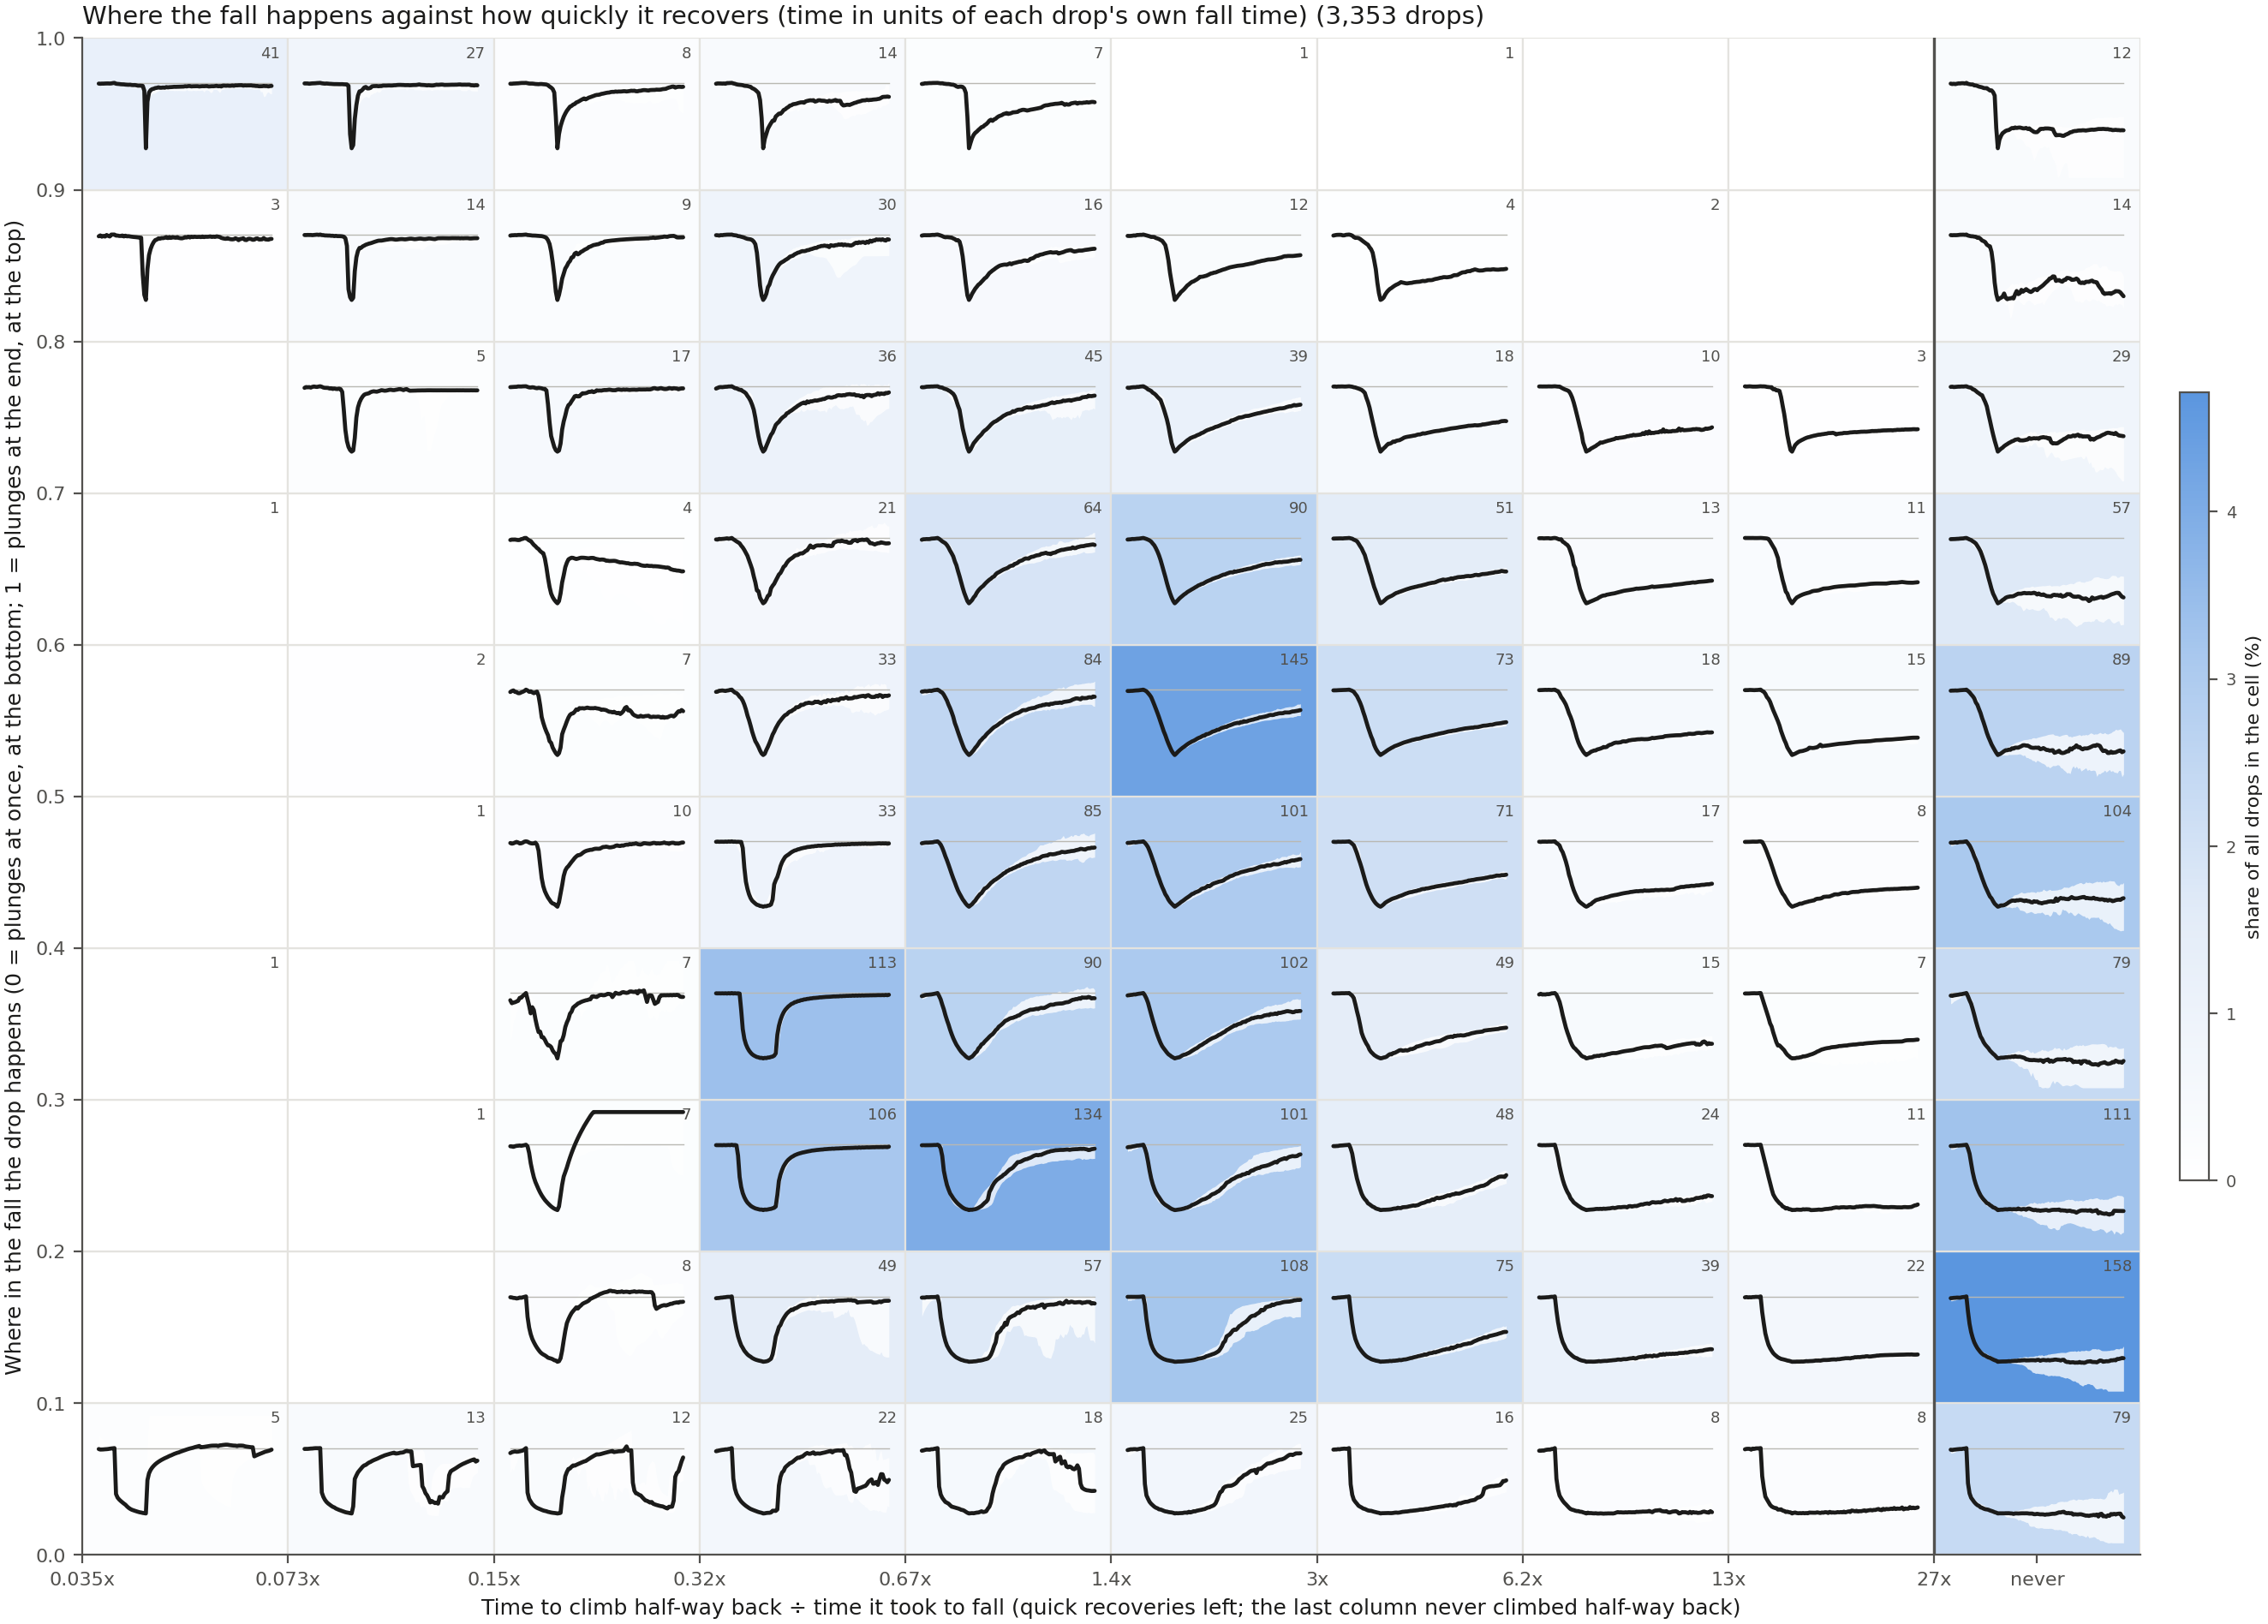 Where the fall happens against how quickly it recovers (time in units of each drop's own fall time) (3,353 drops)
Where in the fall the drop happens (0 = plunges at once, at the bottom; 1 = plunges at the end, at the top)
1.0
41 27 8 14 7 1 1 12
0.9
3 14 9 30 16 12 4 2 14
0.8
5 17 36 45 39 18 10 3 29
0.7
1 4 21 64 90 51 13 11 57
0.6
2 7 33 84 145 73 18 15 89
0.5
1 10 33 85 101 71 17 8 104
0.4
1 7 113 90 102 49 15 7 79
0.3
1 7 106 134 101 48 24 11 111
0.2
8 49 57 108 75 39 22 158
0.1
5 13 12 22 18 25 16 8 8 79
0.0
0.035x 0.073x 0.15x 0.32x 0.67x 1.4x 3x 6.2x 13x 27x never
Time to climb half-way back ÷ time it took to fall (quick recoveries left; the last column never climbed half-way back)
4
3
2
1
0
share of all drops in the cell (%)